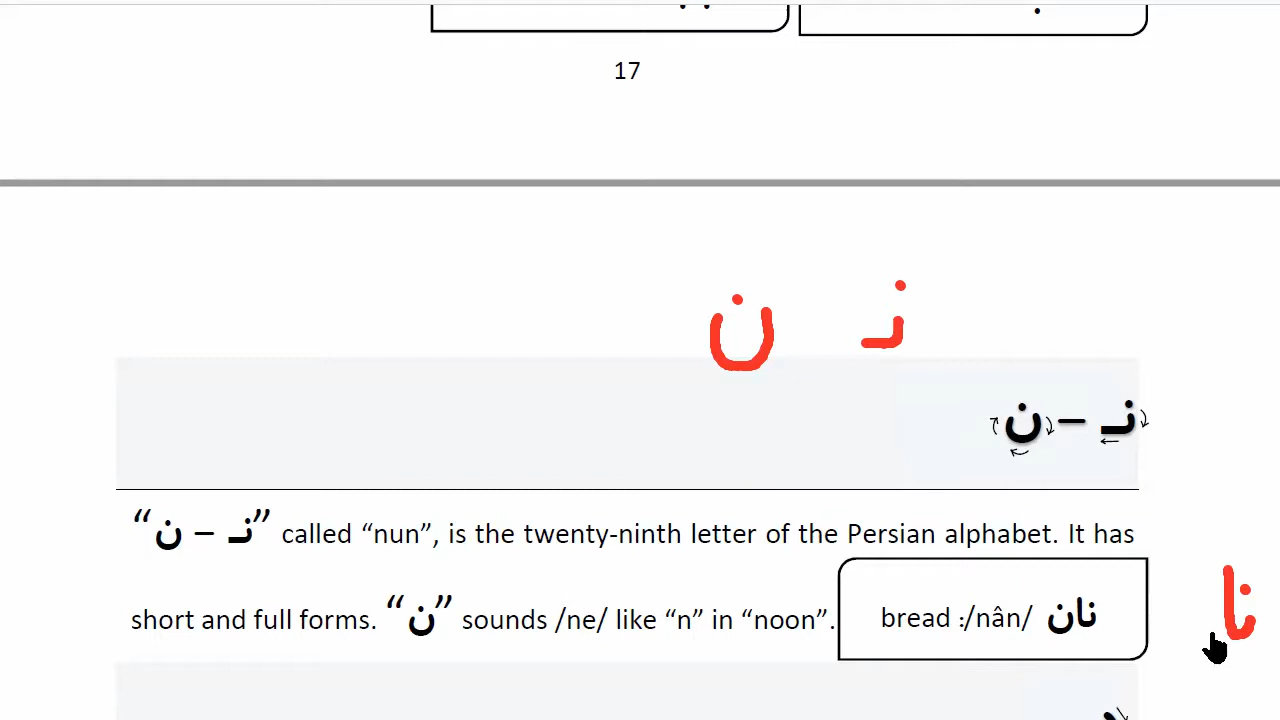 17
نـ ن
نـ – ن
“نـ – ن” called “nun”, is the twenty-ninth letter of the Persian alphabet. It has
short and full forms. “ن” sounds /ne/ like “n” in “noon”.
bread :/nân/ نان
نا